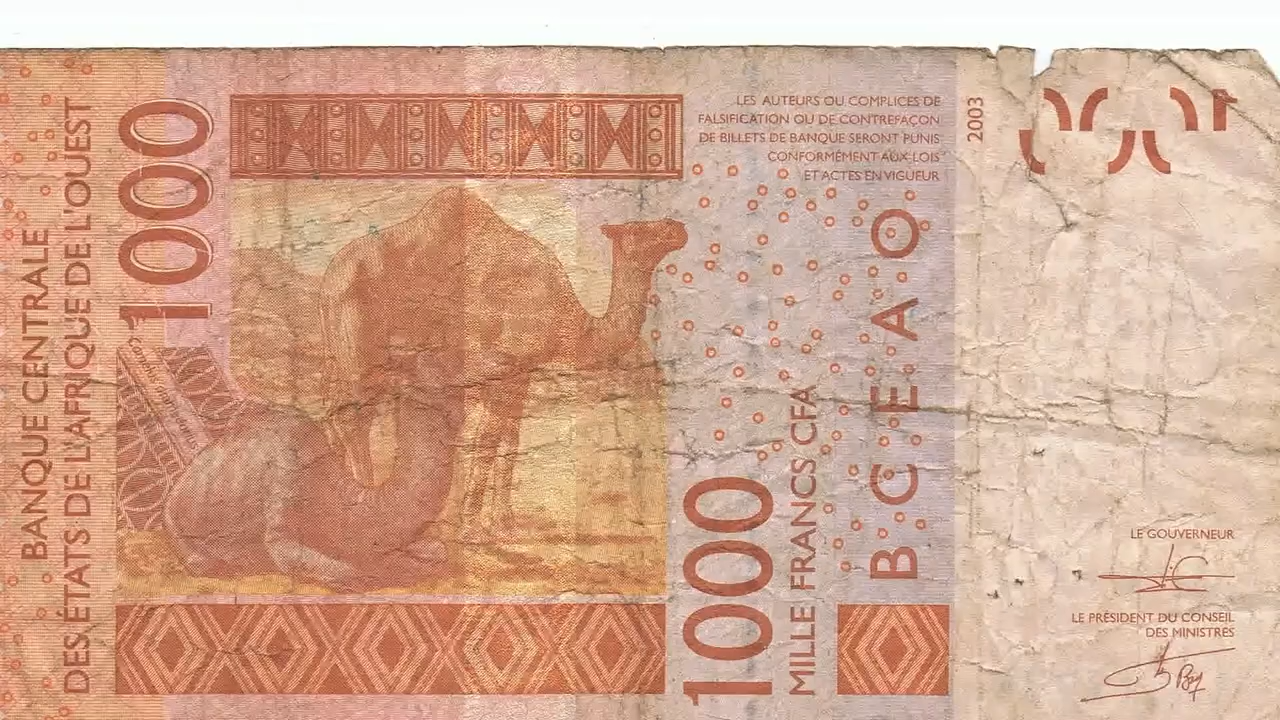 BANQUE CENTRALE
DES ÉTATS DE L'AFRIQUE DE L'OUEST
1000
LES AUTEURS OU COMPLICES DE
FALSIFICATION OU DE CONTREFAÇON
DE BILLETS DE BANQUE SERONT PUNIS
CONFORMÉMENT AUX LOIS
ET ACTES EN VIGUEUR
2003
1000
MILLE FRANCS CFA
BCEAO
LE GOUVERNEUR
LE PRÉSIDENT DU CONSEIL
DES MINISTRES